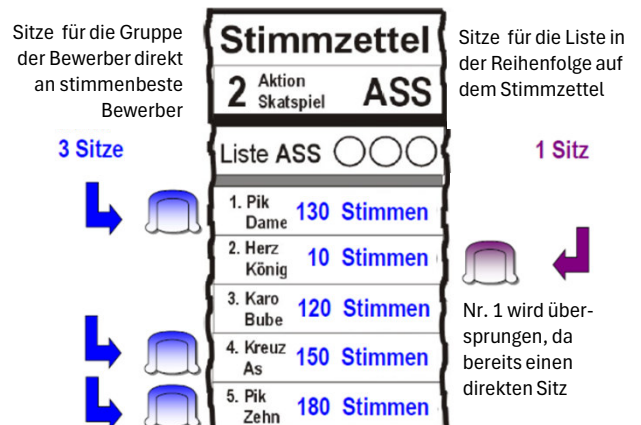 Sitze für die Gruppe
der Bewerber direkt
an stimmenbeste
Bewerber
3 Sitze
Stimmzettel
2 Aktion
Skatspiel ASS
Liste ASS
1. Pik
Dame 130 Stimmen
2. Herz
König 10 Stimmen
3. Karo
Bube 120 Stimmen
4. Kreuz
As 150 Stimmen
5. Pik
Zehn 180 Stimmen
Sitze für die Liste in
der Reihenfolge auf
dem Stimmzettel
1 Sitz
Nr. 1 wird über-
sprungen, da
bereits einen
direkten Sitz